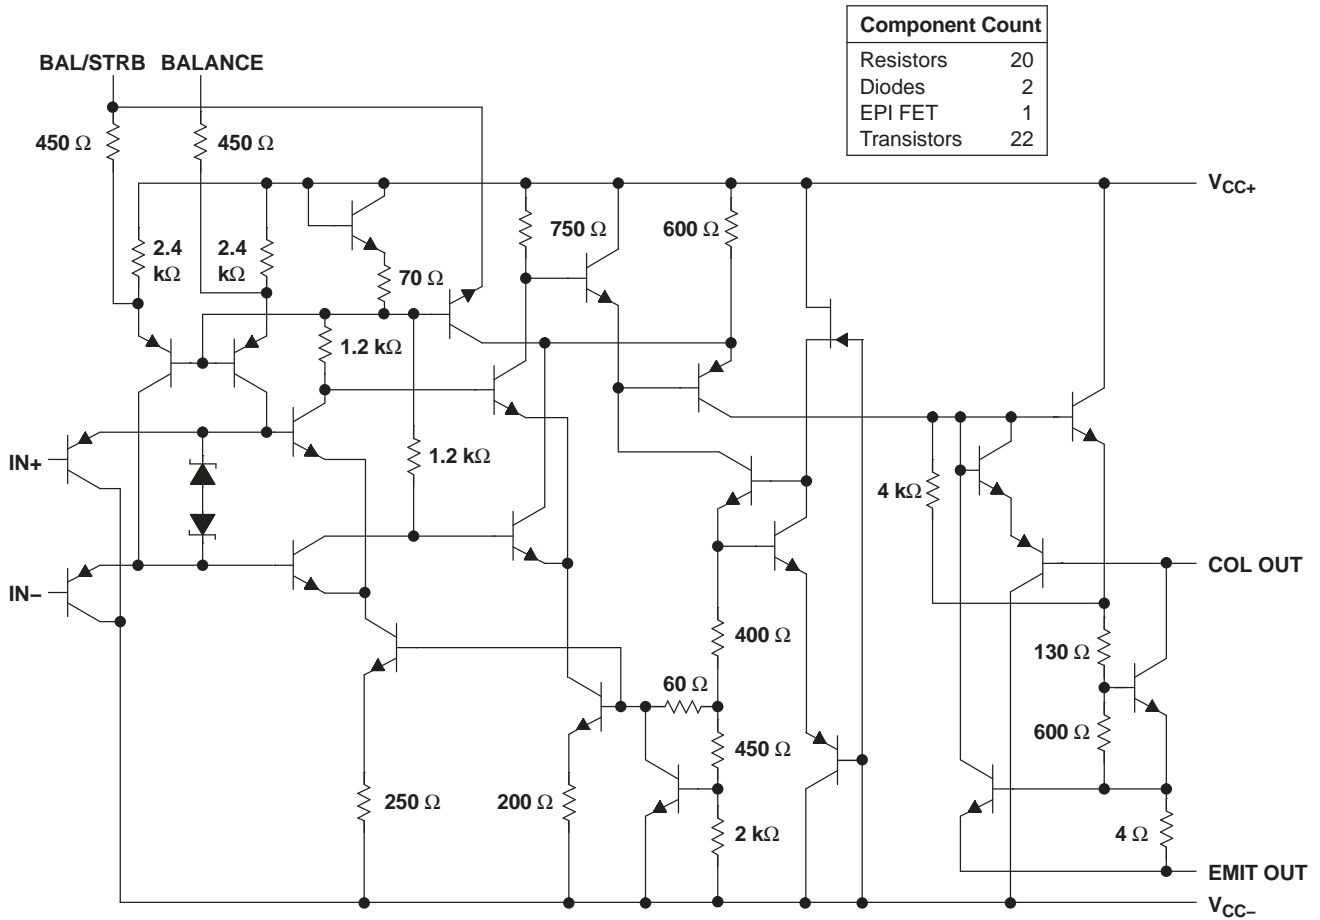 Component Count
Resistors 20
Diodes 2
EPI FET 1
Transistors 22
BAL/STRB BALANCE
450 Ω 450 Ω
V_CC+
2.4 kΩ
2.4 kΩ
70 Ω
750 Ω
600 Ω
1.2 kΩ
IN+
1.2 kΩ
4 kΩ
COL OUT
IN−
400 Ω
130 Ω
60 Ω
450 Ω
600 Ω
250 Ω
200 Ω
2 kΩ
4 Ω
EMIT OUT
V_CC−